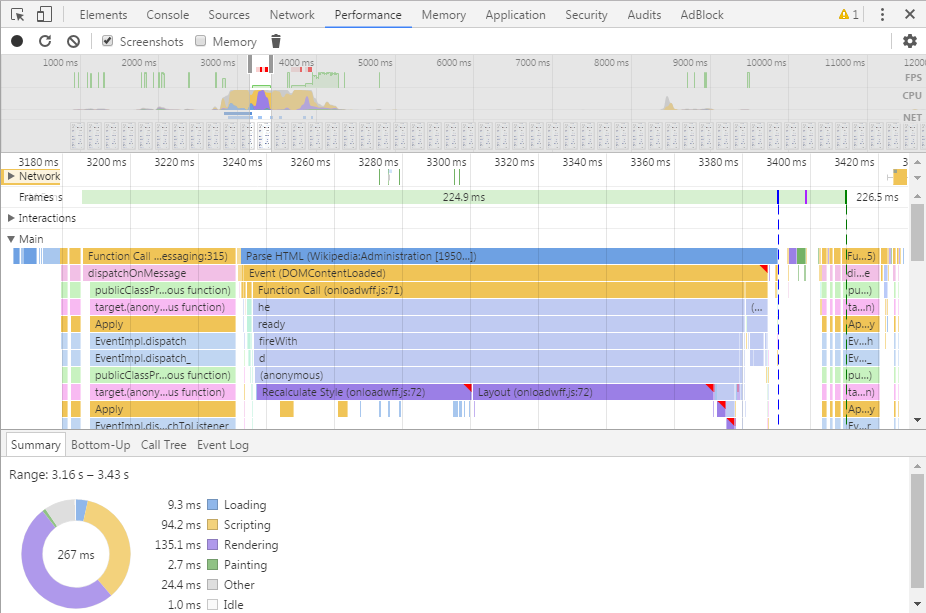 Elements Console Sources Network Performance Memory Application Security Audits AdBlock 1
Screenshots Memory
1000 ms 2000 ms 3000 ms 4000 ms 5000 ms 6000 ms 7000 ms 8000 ms 9000 ms 10000 ms 11000 ms 12000
FPS
CPU
NET
3180 ms 3200 ms 3220 ms 3240 ms 3260 ms 3280 ms 3300 ms 3320 ms 3340 ms 3360 ms 3380 ms 3400 ms 3420 ms 3
Network
Frames s 224.9 ms 226.5 ms
Interactions
Main
Function Call ...essaging:315) Parse HTML (Wikipedia:Administration [1950...]) Fu...5)
dispatchOnMessage Event (DOMContentLoaded) di...e
publicClassPr...ous function) Function Call (onloadwff.js:71) pu...)
target.(anony...us function) he (... ta...n)
Apply ready Ap...y
EventImpl.dispatch fireWith Ev...h
EventImpl.dispatch_ d Ev..._
publicClassPr...ous function) (anonymous) pu...)
target.(anony...us function) Recalculate Style (onloadwff.js:72) Layout (onloadwff.js:72) ta...n)
Apply Ap...y
EventImpl.dis...chToListener Ev...r
Summary Bottom-Up Call Tree Event Log
Range: 3.16 s – 3.43 s
9.3 ms Loading
94.2 ms Scripting
135.1 ms Rendering
267 ms
2.7 ms Painting
24.4 ms Other
1.0 ms Idle